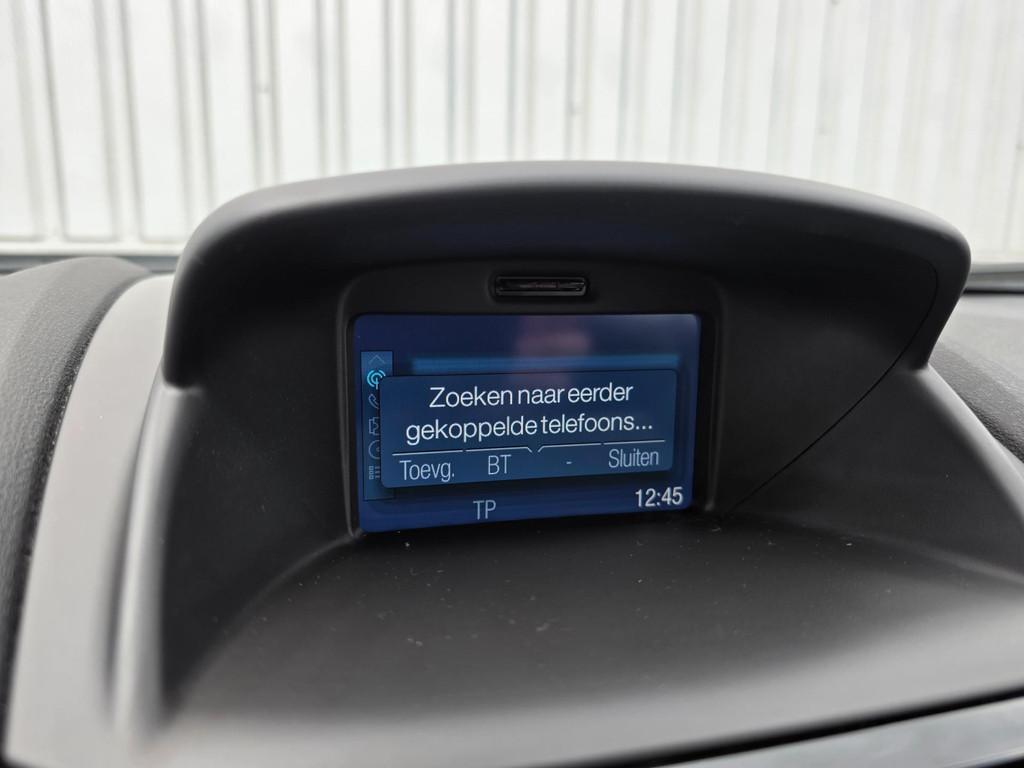 Zoeken naar eerder
gekoppelde telefoons...
Toevg. BT - Sluiten
TP 12:45